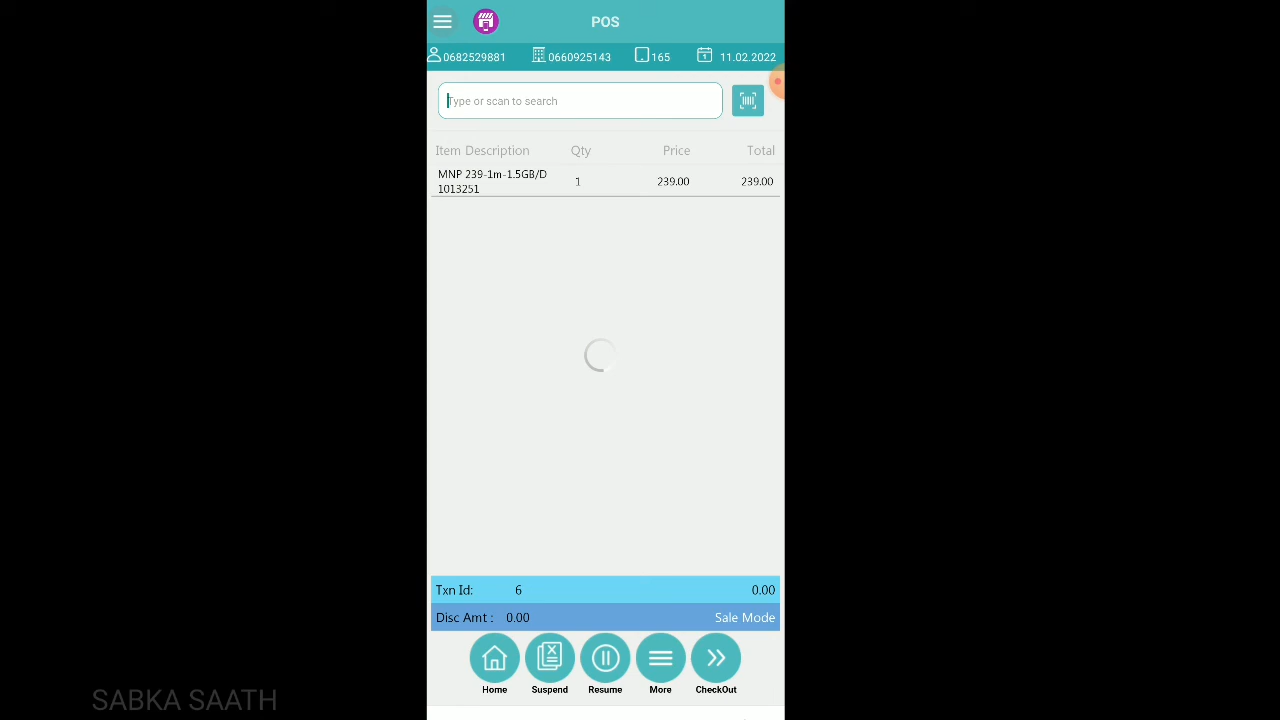 POS
0682529881 0660925143 165 11.02.2022
Type or scan to search
Item Description Qty Price Total
MNP 239-1m-1.5GB/D 1 239.00 239.00
1013251
Txn Id: 6 0.00
Disc Amt : 0.00 Sale Mode
Home Suspend Resume More CheckOut
SABKA SAATH